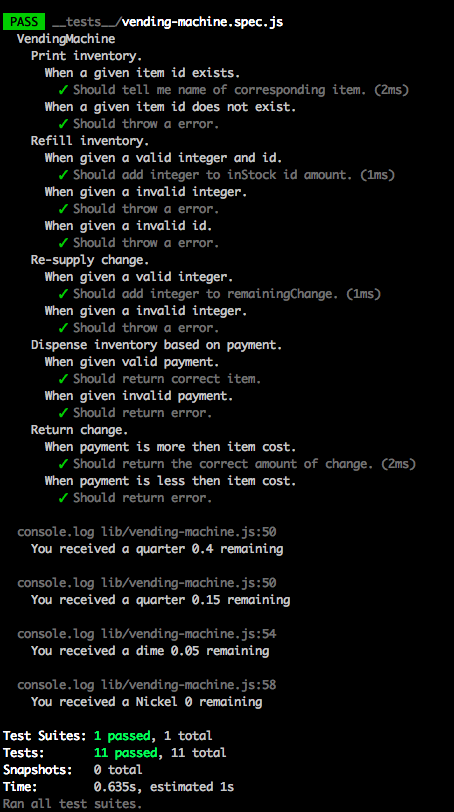 PASS __tests__/vending-machine.spec.js
VendingMachine
Print inventory.
When a given item id exists.
✓ Should tell me name of corresponding item. (2ms)
When a given item id does not exist.
✓ Should throw a error.
Refill inventory.
When given a valid integer and id.
✓ Should add integer to inStock id amount. (1ms)
When given a invalid integer.
✓ Should throw a error.
When given a invalid id.
✓ Should throw a error.
Re-supply change.
When given a valid integer.
✓ Should add integer to remainingChange. (1ms)
When given a invalid integer.
✓ Should throw a error.
Dispense inventory based on payment.
When given valid payment.
✓ Should return correct item.
When given invalid payment.
✓ Should return error.
Return change.
When payment is more then item cost.
✓ Should return the correct amount of change. (2ms)
When payment is less then item cost.
✓ Should return error.
console.log lib/vending-machine.js:50
You received a quarter 0.4 remaining
console.log lib/vending-machine.js:50
You received a quarter 0.15 remaining
console.log lib/vending-machine.js:54
You received a dime 0.05 remaining
console.log lib/vending-machine.js:58
You received a Nickel 0 remaining
Test Suites: 1 passed, 1 total
Tests: 11 passed, 11 total
Snapshots: 0 total
Time: 0.635s, estimated 1s
Ran all test suites.